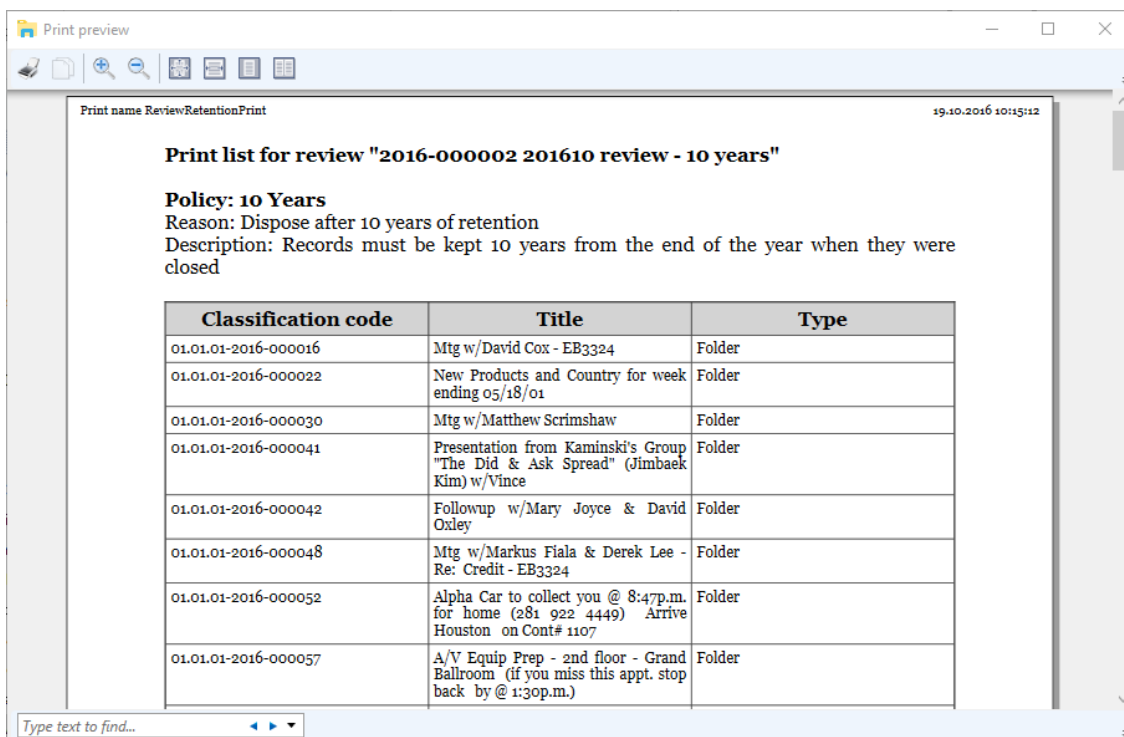 Print preview
Print name ReviewRetentionPrint 19.10.2016 10:15:12
Print list for review "2016-000002 201610 review - 10 years"
Policy: 10 Years
Reason: Dispose after 10 years of retention
Description: Records must be kept 10 years from the end of the year when they were
closed
Classification code Title Type
01.01.01-2016-000016 Mtg w/David Cox - EB3324 Folder
01.01.01-2016-000022 New Products and Country for week Folder
ending 05/18/01
01.01.01-2016-000030 Mtg w/Matthew Scrimshaw Folder
01.01.01-2016-000041 Presentation from Kaminski's Group Folder
"The Did & Ask Spread" (Jimbaek
Kim) w/Vince
01.01.01-2016-000042 Followup w/Mary Joyce & David Folder
Oxley
01.01.01-2016-000048 Mtg w/Markus Fiala & Derek Lee - Folder
Re: Credit - EB3324
01.01.01-2016-000052 Alpha Car to collect you @ 8:47p.m. Folder
for home (281 922 4449) Arrive
Houston on Cont# 1107
01.01.01-2016-000057 A/V Equip Prep - 2nd floor - Grand Folder
Ballroom (if you miss this appt. stop
back by @ 1:30p.m.)
Type text to find...